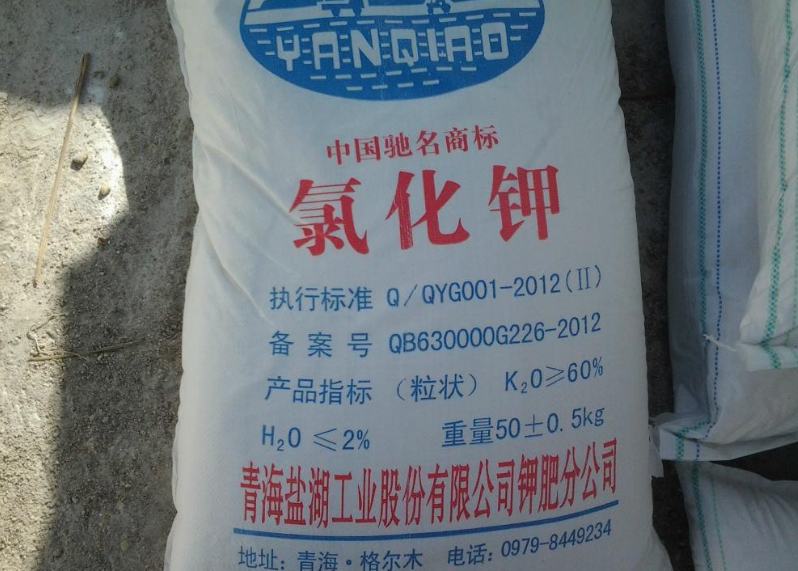 YANQIAO
中国驰名商标
氯化钾
执行标准 Q/QYG001-2012(Ⅱ)
备案号 QB630000G226-2012
产品指标 (粒状) K₂O≥60%
H₂O≤2% 重量50±0.5kg
青海盐湖工业股份有限公司钾肥分公司
地址: 青海·格尔木 电话: 0979-8449234